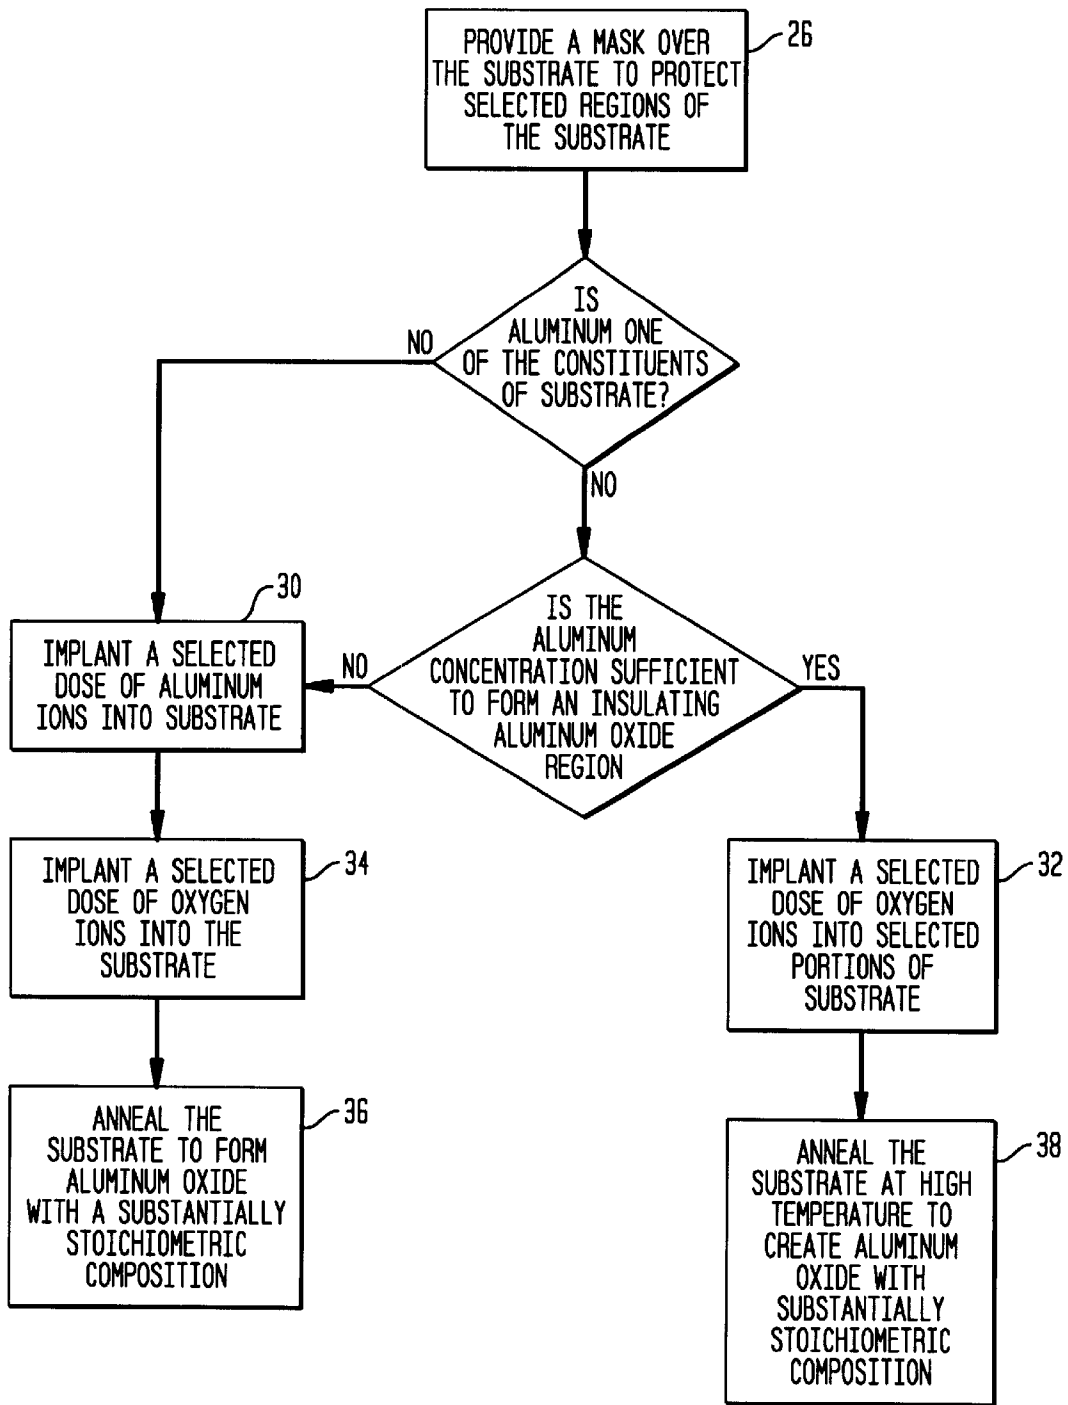 PROVIDE A MASK OVER
THE SUBSTRATE TO PROTECT
SELECTED REGIONS OF
THE SUBSTRATE
26
IS
ALUMINUM ONE
OF THE CONSTITUENTS
OF SUBSTRATE?
NO
NO
IS THE
ALUMINUM
CONCENTRATION SUFFICIENT
TO FORM AN INSULATING
ALUMINUM OXIDE
REGION
NO
YES
30
IMPLANT A SELECTED
DOSE OF ALUMINUM
IONS INTO SUBSTRATE
34
IMPLANT A SELECTED
DOSE OF OXYGEN
IONS INTO THE
SUBSTRATE
32
IMPLANT A SELECTED
DOSE OF OXYGEN
IONS INTO SELECTED
PORTIONS OF
SUBSTRATE
36
ANNEAL THE
SUBSTRATE TO FORM
ALUMINUM OXIDE
WITH A SUBSTANTIALLY
STOICHIOMETRIC
COMPOSITION
38
ANNEAL THE
SUBSTRATE AT HIGH
TEMPERATURE TO
CREATE ALUMINUM
OXIDE WITH
SUBSTANTIALLY
STOICHIOMETRIC
COMPOSITION